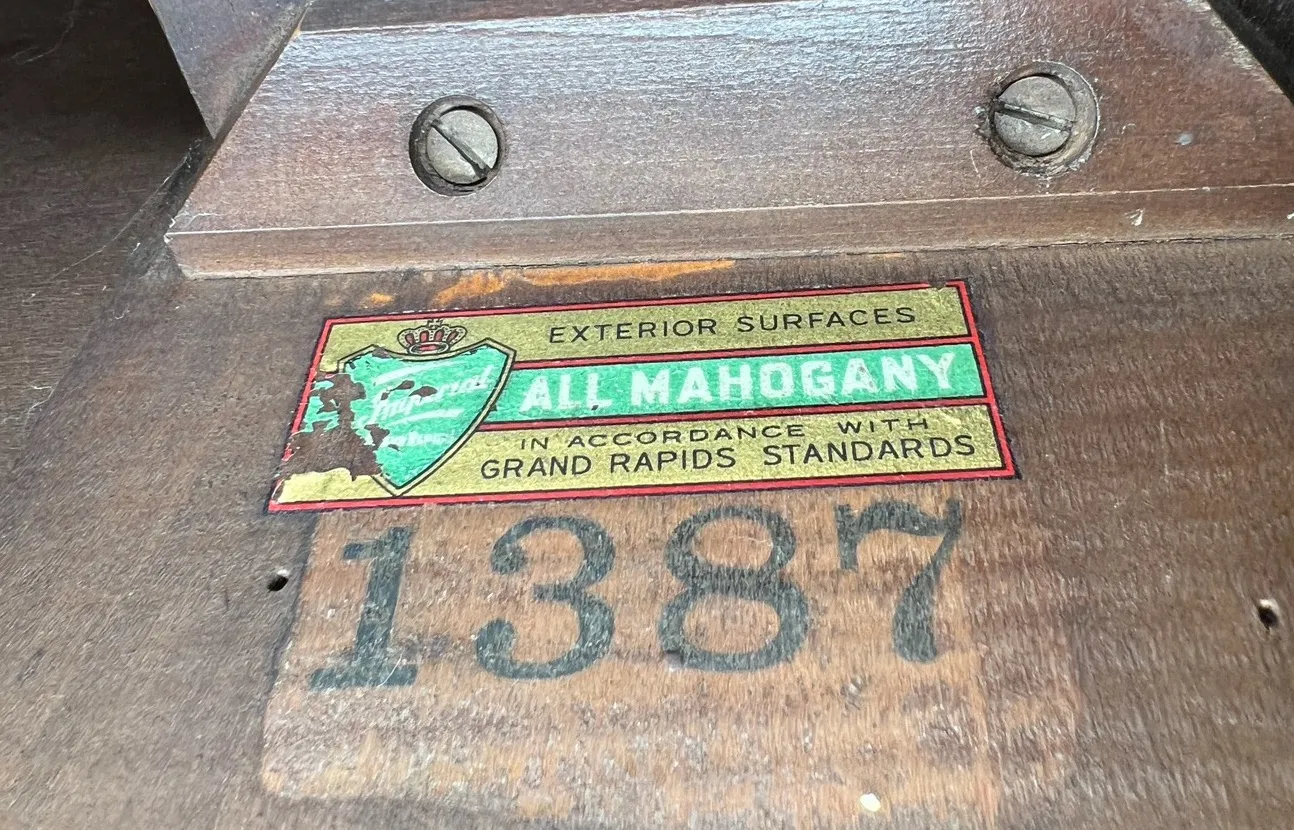 EXTERIOR SURFACES
Imperial
ALL MAHOGANY
IN ACCORDANCE WITH
GRAND RAPIDS STANDARDS
1387